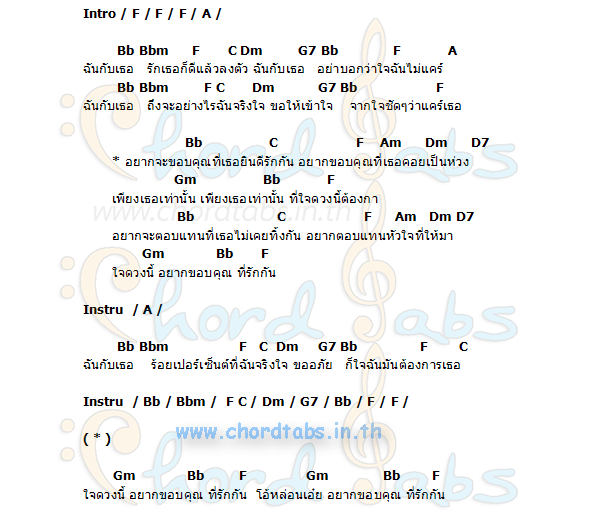 Intro / F / F / F / A /
Bb Bbm F C Dm G7 Bb F A
ฉันกับเธอ รักเธอก็ดีแล้วลงตัว ฉันกับเธอ อย่าบอกว่าใจฉันไม่แคร์
Bb Bbm F C Dm G7 Bb F
ฉันกับเธอ ถึงจะอย่างไรฉันจริงใจ ขอให้เข้าใจ จากใจชัดๆว่าแคร์เธอ
Bb C F Am Dm D7
* อยากจะขอบคุณที่เธอยินดีรักกัน อยากขอบคุณที่เธอคอยเป็นห่วง
Gm Bb F
เพียงเธอเท่านั้น เพียงเธอเท่านั้น ที่ใจดวงนี้ต้องกา
www.chordtabs.in.th
Bb C F Am Dm D7
อยากจะตอบแทนที่เธอไม่เคยทิ้งกัน อยากตอบแทนหัวใจที่ให้มา
Gm Bb F
ใจดวงนี้ อยากขอบคุณ ที่รักกัน
Instru / A /
Chord Tabs
Bb Bbm F C Dm G7 Bb F C
ฉันกับเธอ ร้อยเปอร์เซ็นต์ที่ฉันจริงใจ ขออภัย ก็ใจฉันมันต้องการเธอ
Instru / Bb / Bbm / F C / Dm / G7 / Bb / F / F /
www.chordtabs.in.th
( * )
Gm Bb F Gm Bb F
ใจดวงนี้ อยากขอบคุณ ที่รักกัน โอ้หล่อนเอ๋ย อยากขอบคุณ ที่รักกัน